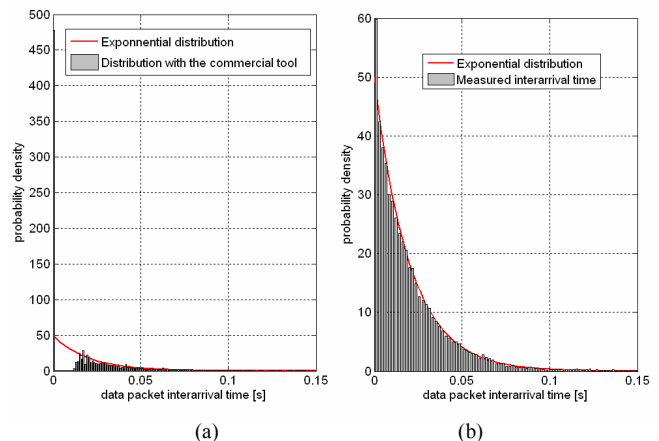 500
450
400
350
300
250
200
150
100
50
0
0
0.05
0.1
0.15
probability density
data packet interarrival time [s]
Exponnential distribution
Distribution with the commercial tool
(a)
60
50
40
30
20
10
0
0
0.05
0.1
0.15
probability density
data packet interarrival time [s]
Exponential distribution
Measured interarrival time
(b)